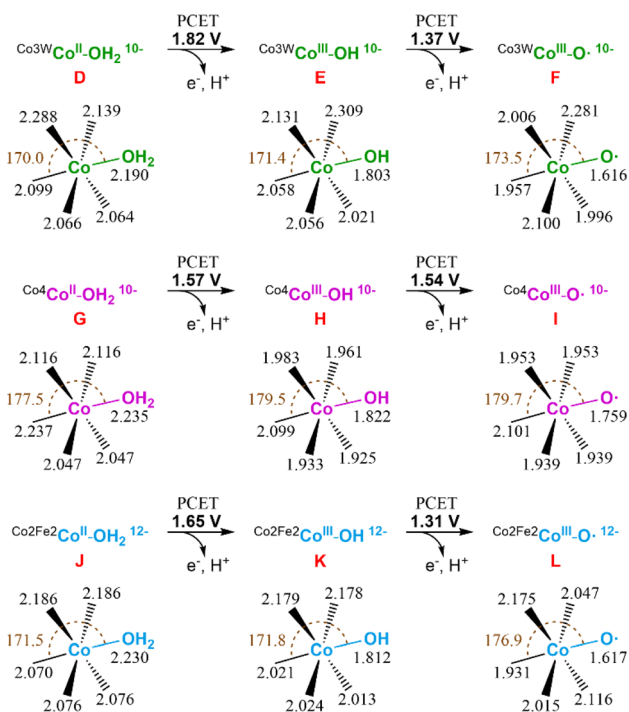 PCET PCET
Co3WCoII-OH2 10- 1.82 V Co3WCoIII-OH 10- 1.37 V Co3WCoIII-O· 10-
D e-, H+ E e-, H+ F
2.288 2.139 2.131 2.309 2.006 2.281
170.0 Co OH2 171.4 Co OH 173.5 Co O·
2.099 2.190 2.058 1.803 1.957 1.616
2.066 2.064 2.056 2.021 2.100 1.996
PCET PCET
Co4CoII-OH2 10- 1.57 V Co4CoIII-OH 10- 1.54 V Co4CoIII-O· 10-
G e-, H+ H e-, H+ I
2.116 2.116 1.983 1.961 1.953 1.953
177.5 Co OH2 179.5 Co OH 179.7 Co O·
2.237 2.235 2.099 1.822 2.101 1.759
2.047 2.047 1.933 1.925 1.939 1.939
PCET PCET
Co2Fe2CoII-OH2 12- 1.65 V Co2Fe2CoIII-OH 12- 1.31 V Co2Fe2CoIII-O· 12-
J e-, H+ K e-, H+ L
2.186 2.186 2.179 2.178 2.175 2.047
171.5 Co OH2 171.8 Co OH 176.9 Co O·
2.070 2.230 2.021 1.812 1.931 1.617
2.076 2.076 2.024 2.013 2.015 2.116